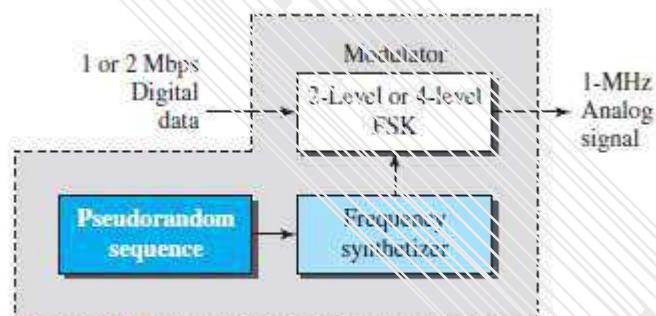 Modulator
1 or 2 Mbps
Digital
data
2-Level or 4-level
FSK
1-MHz
Analog
signal
Pseudorandom
sequence
Frequency
synthetizer